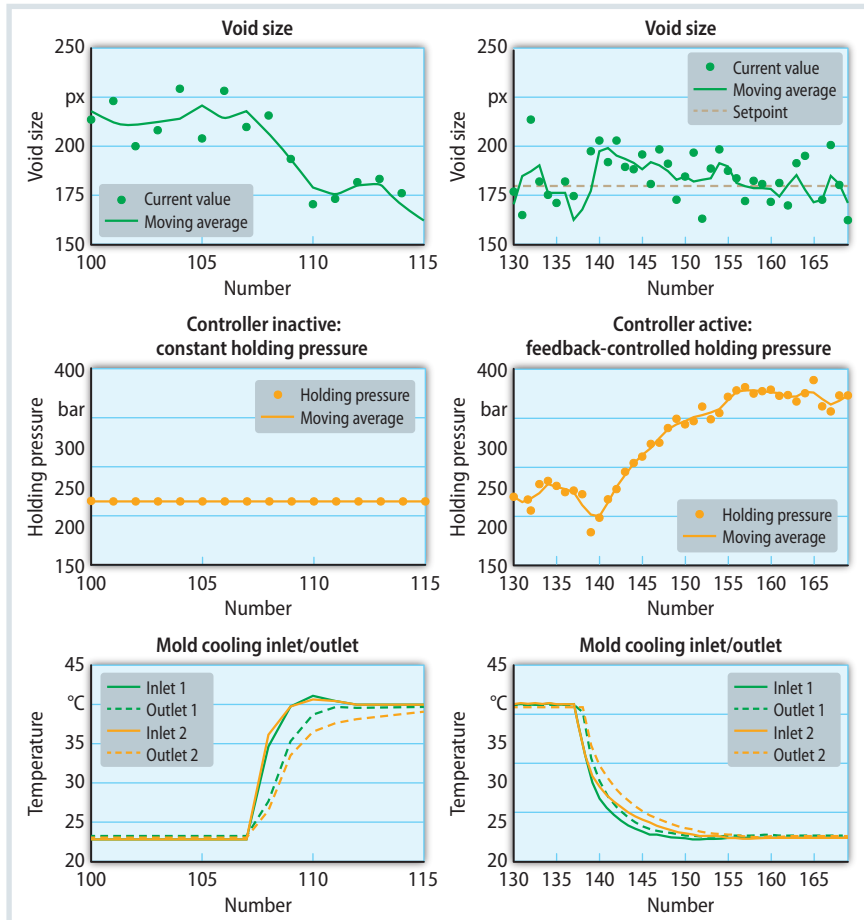 Void size
250
px
200
175
150
Void size
Current value
Moving average
100
105
110
115
Number
Void size
250
px
200
175
150
Void size
Current value
Moving average
Setpoint
130
135
140
145
150
155
160
165
Number
Controller inactive:
constant holding pressure
400
bar
300
250
200
150
Holding pressure
Holding pressure
Moving average
100
105
110
115
Number
Controller active:
feedback-controlled holding pressure
400
bar
300
250
200
150
Holding pressure
Holding pressure
Moving average
130
135
140
145
150
155
160
165
Number
Mold cooling inlet/outlet
45
°C
35
30
25
20
Temperature
Inlet 1
Outlet 1
Inlet 2
Outlet 2
100
105
110
115
Number
Mold cooling inlet/outlet
45
°C
35
30
25
20
Temperature
Inlet 1
Outlet 1
Inlet 2
Outlet 2
130
135
140
145
150
155
160
165
Number